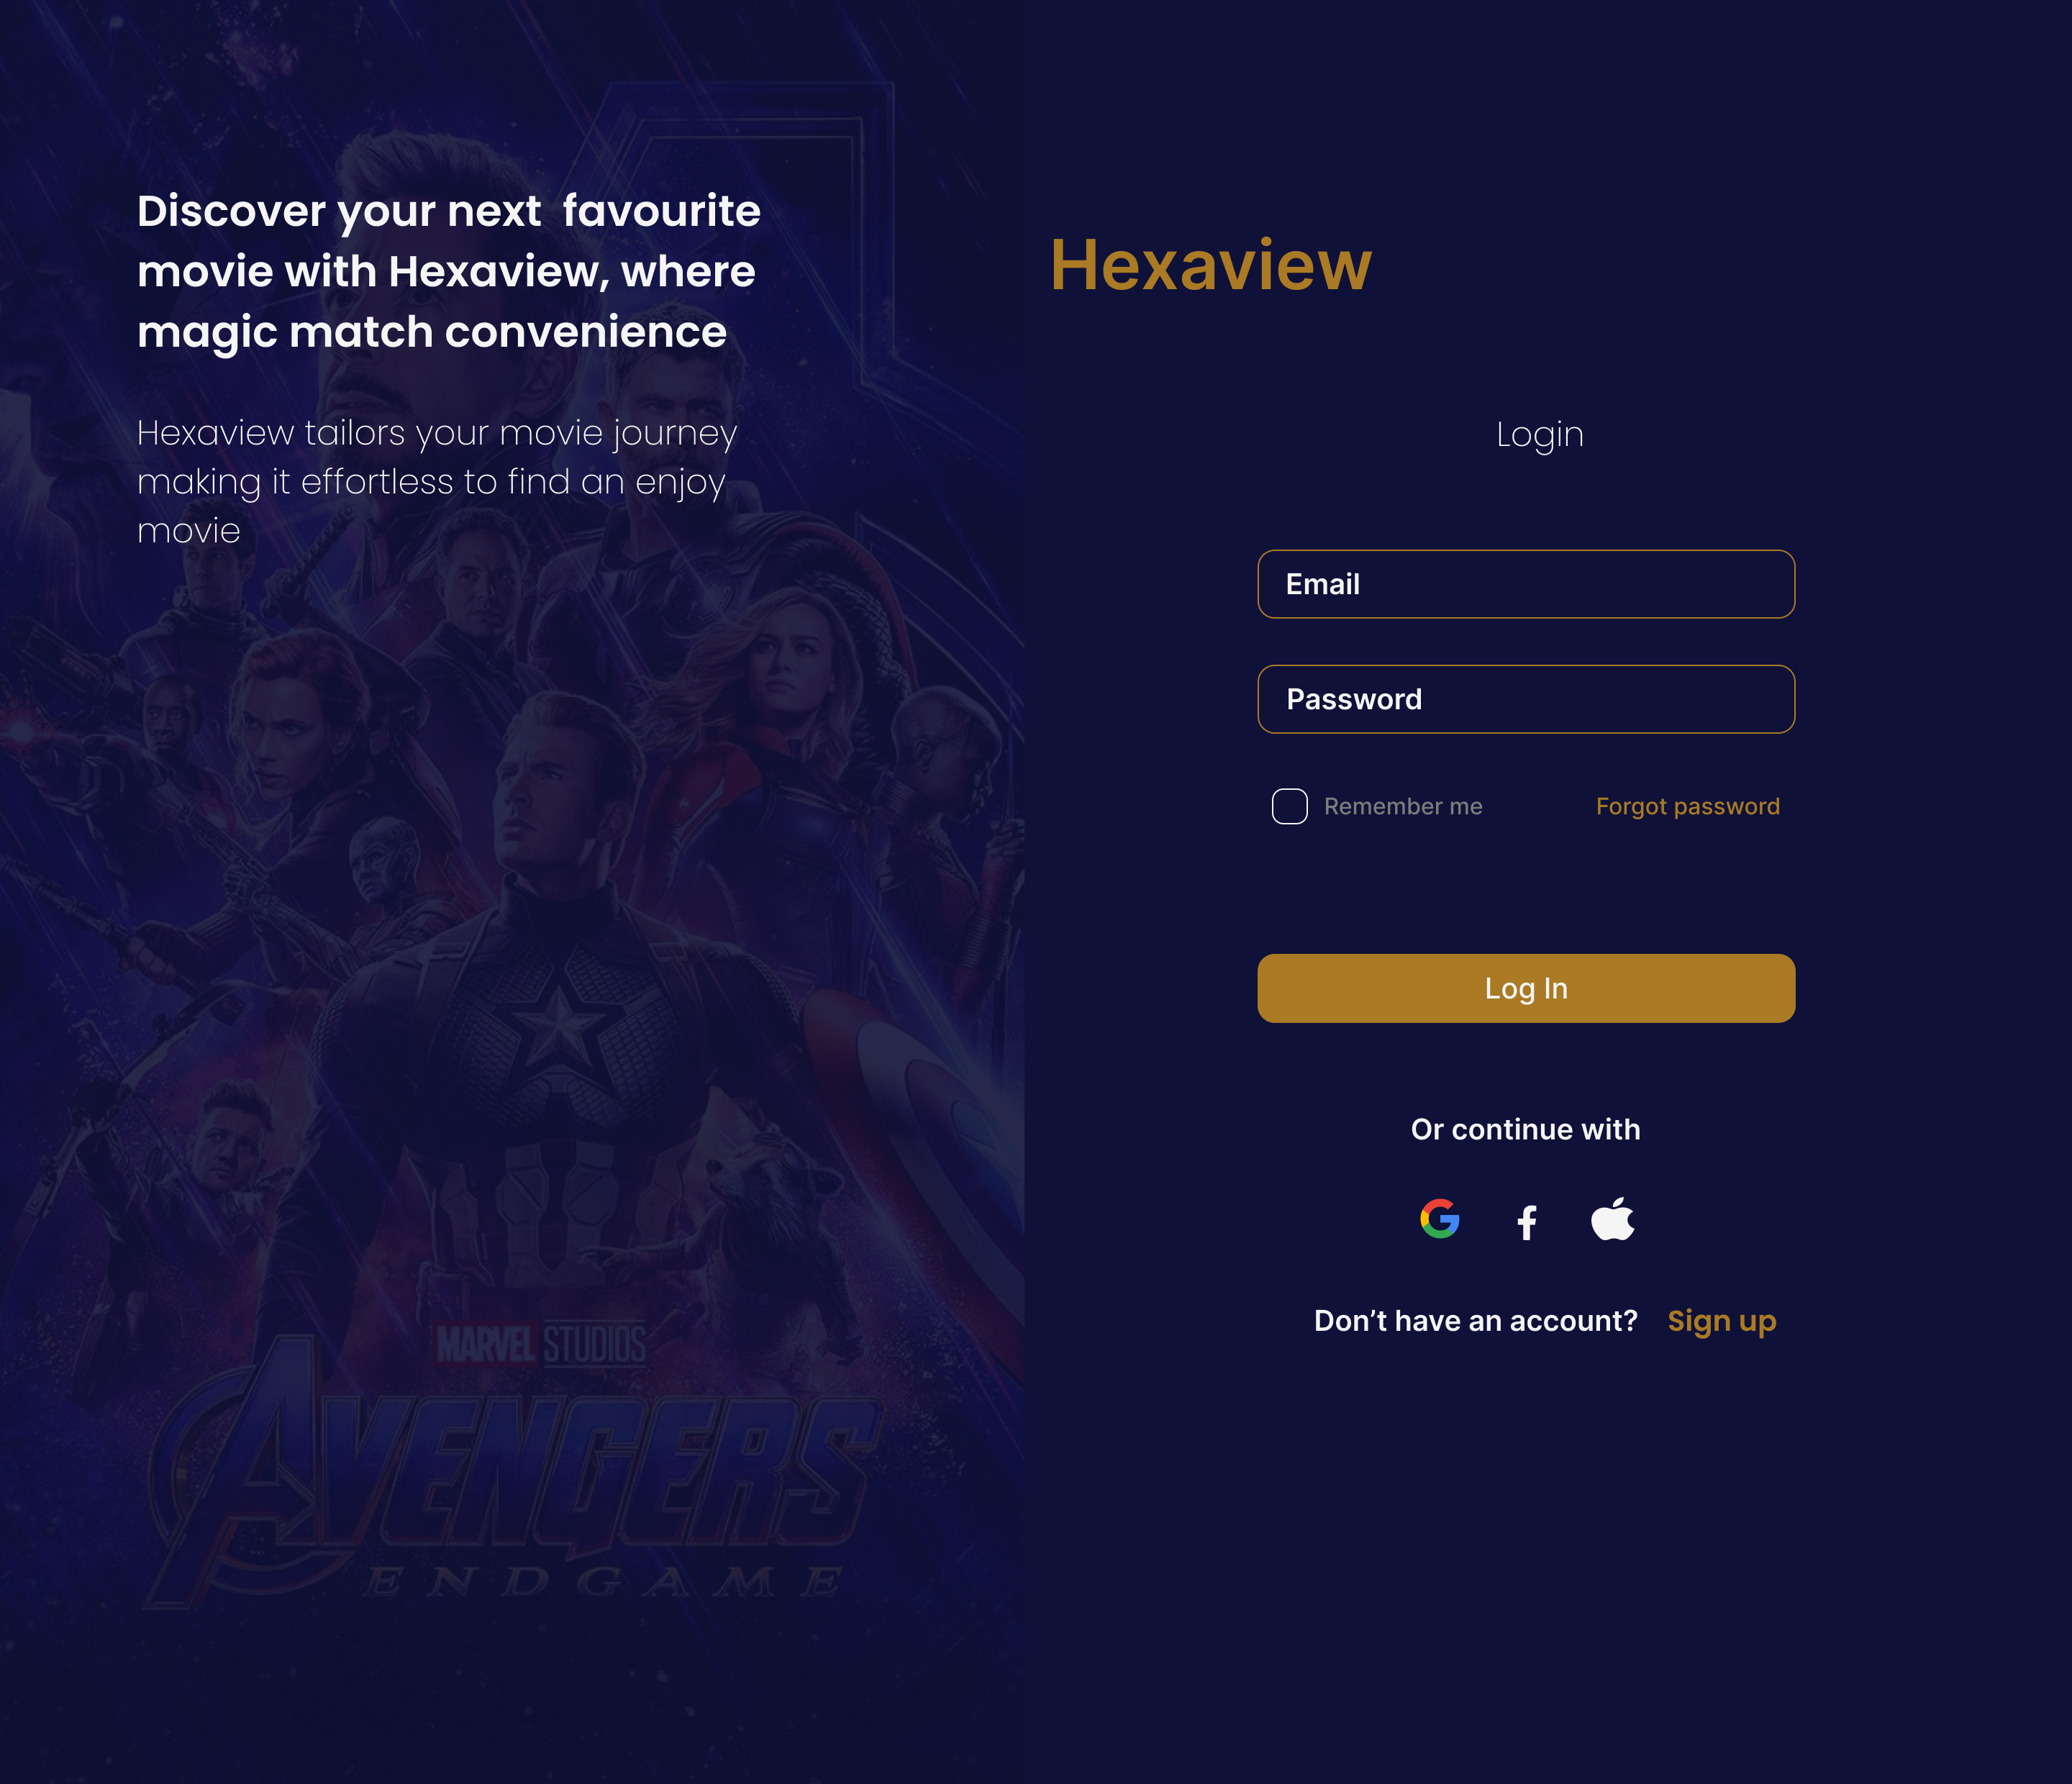 Discover your next  favourite
movie with Hexaview, where
magic match convenience
Hexaview tailors your movie journey
making it effortless to find an enjoy
movie
MARVEL STUDIOS
AVENGERS
ENDGAME
Hexaview
Login
Email
Password
Remember me
Forgot password
Log In
Or continue with
Don’t have an account? Sign up